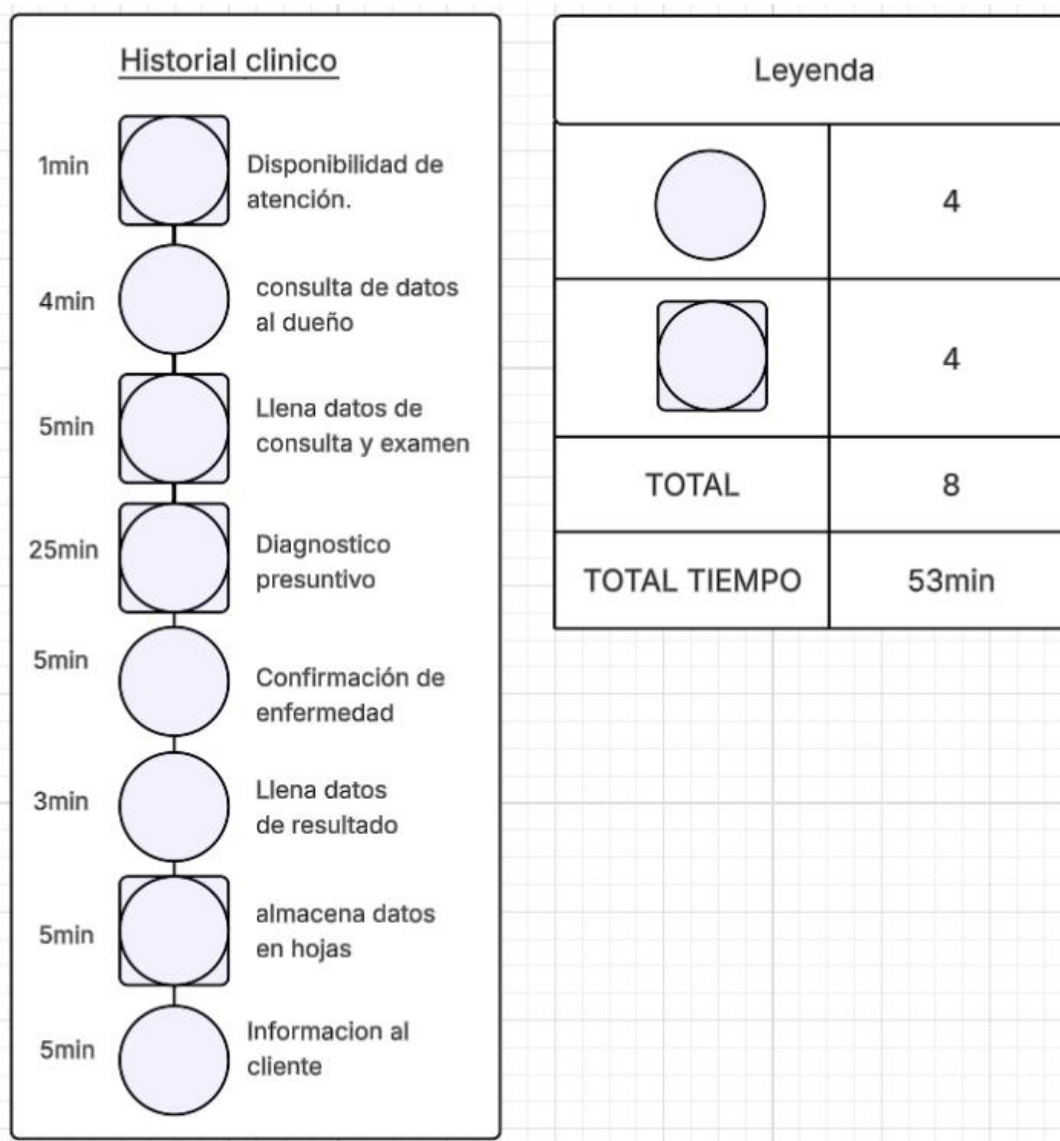 Historial clinico
1min
Disponibilidad de
atención.
4min
consulta de datos
al dueño
5min
Llena datos de
consulta y examen
25min
Diagnostico
presuntivo
5min
Confirmación de
enfermedad
3min
Llena datos
de resultado
5min
almacena datos
en hojas
5min
Informacion al
cliente
Leyenda
4
4
TOTAL 8
TOTAL TIEMPO 53min